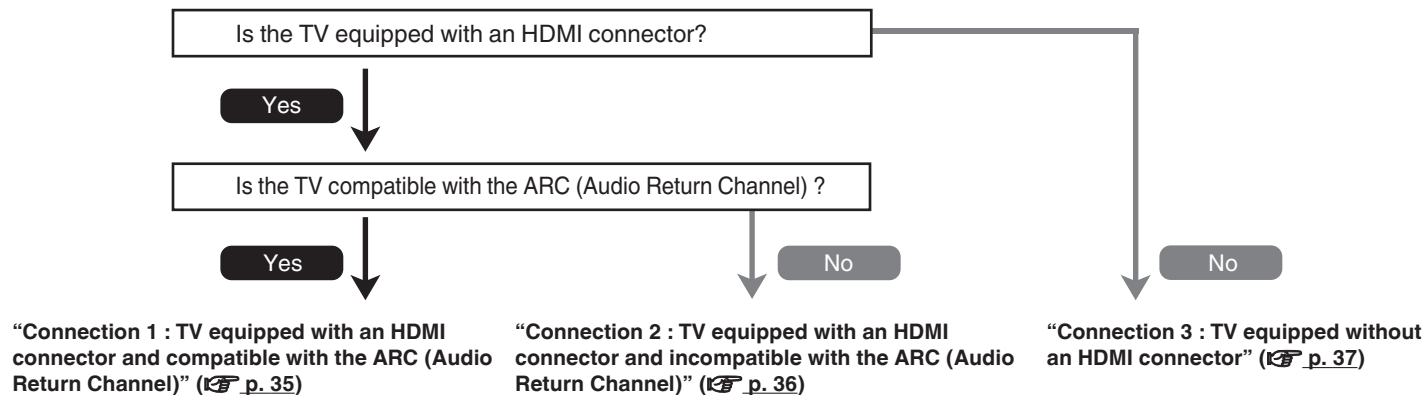 Is the TV equipped with an HDMI connector?
Yes
Is the TV compatible with the ARC (Audio Return Channel) ?
Yes
No
No
“Connection 1 : TV equipped with an HDMI
connector and compatible with the ARC (Audio
Return Channel)” (☞ p. 35)
“Connection 2 : TV equipped with an HDMI
connector and incompatible with the ARC (Audio
Return Channel)” (☞ p. 36)
“Connection 3 : TV equipped without
an HDMI connector” (☞ p. 37)